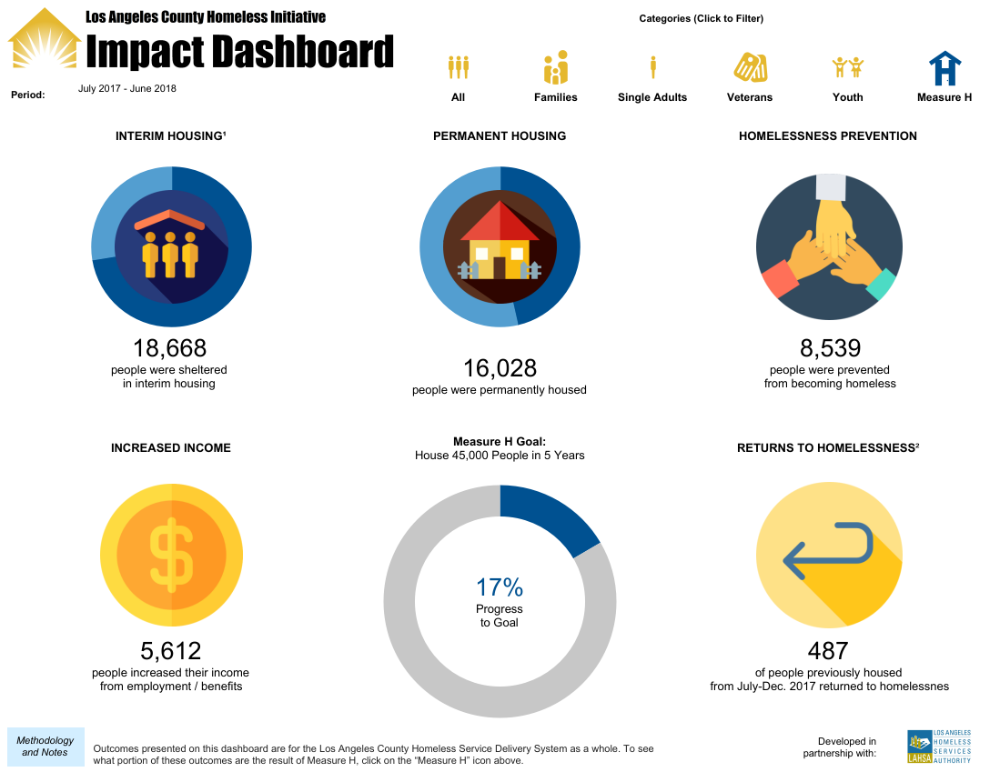 Los Angeles County Homeless Initiative
Impact Dashboard
Period:
July 2017 - June 2018
Categories (Click to Filter)
All
Families
Single Adults
Veterans
Youth
Measure H
INTERIM HOUSING¹
18,668
people were sheltered
in interim housing
PERMANENT HOUSING
16,028
people were permanently housed
HOMELESSNESS PREVENTION
8,539
people were prevented
from becoming homeless
INCREASED INCOME
$
5,612
people increased their income
from employment / benefits
Measure H Goal:
House 45,000 People in 5 Years
17%
Progress
to Goal
RETURNS TO HOMELESSNESS²
487
of people previously housed
from July-Dec. 2017 returned to homelessnes
Methodology
and Notes
Outcomes presented on this dashboard are for the Los Angeles County Homeless Service Delivery System as a whole. To see
what portion of these outcomes are the result of Measure H, click on the “Measure H” icon above.
Developed in
partnership with:
LAHSA
LOS ANGELES
HOMELESS
SERVICES
AUTHORITY